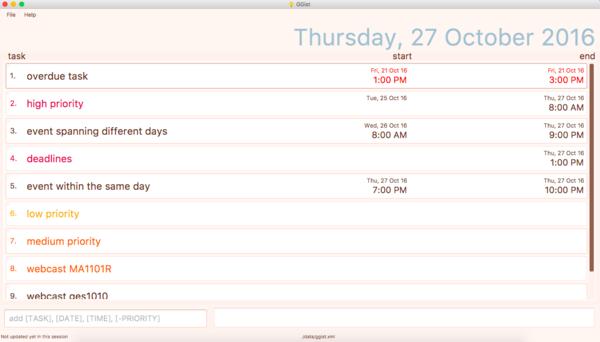 GGist
File Help
Thursday, 27 October 2016
task start end
1. overdue task Fri, 21 Oct 16 1:00 PM Fri, 21 Oct 16 3:00 PM
2. high priority Tue, 25 Oct 16 Thu, 27 Oct 16 8:00 AM
3. event spanning different days Wed, 26 Oct 16 8:00 AM Thu, 27 Oct 16 9:00 PM
4. deadlines Thu, 27 Oct 16 1:00 PM
5. event within the same day Thu, 27 Oct 16 7:00 PM Thu, 27 Oct 16 10:00 PM
6. low priority
7. medium priority
8. webcast MA1101R
9. webcast ges1010
add [TASK], [DATE], [TIME], [-PRIORITY]
Not updated yet in this session ./data/ggist.xml